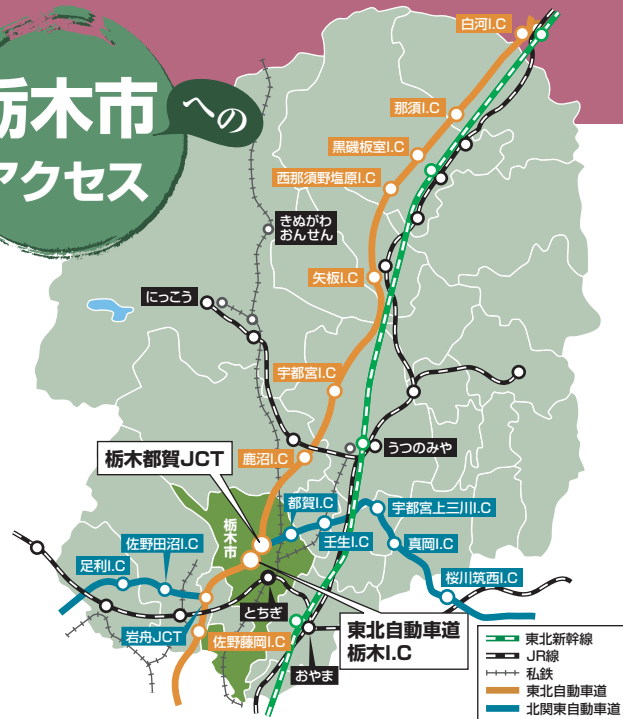 栃木市
への
アクセス
白河I.C
那須I.C
黒磯板室I.C
西那須野塩原I.C
きぬがわ
おんせん
矢板I.C
にっこう
宇都宮I.C
うつのみや
鹿沼I.C
栃木都賀JCT
都賀I.C
宇都宮上三川I.C
栃木市
壬生I.C
真岡I.C
佐野田沼I.C
足利I.C
桜川筑西I.C
とちぎ
岩舟JCT
佐野藤岡I.C
東北自動車道
栃木I.C
おやま
東北新幹線
JR線
私鉄
東北自動車道
北関東自動車道